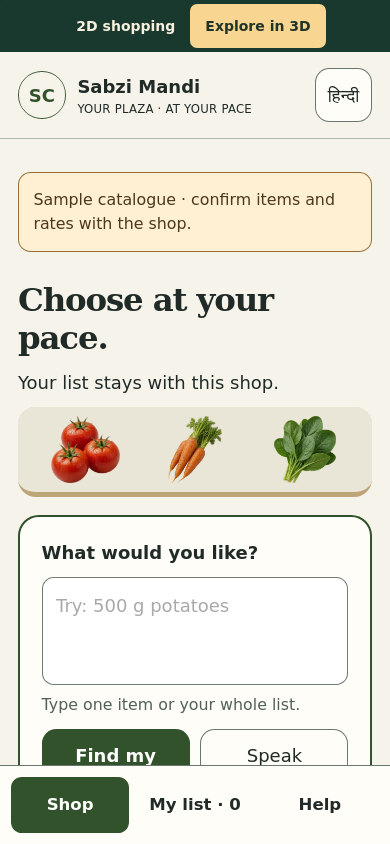 2D shopping
Explore in 3D
SC
Sabzi Mandi
YOUR PLAZA · AT YOUR PACE
हिन्दी
Sample catalogue · confirm items and
rates with the shop.
Choose at your
pace.
Your list stays with this shop.
What would you like?
Try: 500 g potatoes
Type one item or your whole list.
Find my
Speak
Shop
My list · 0
Help